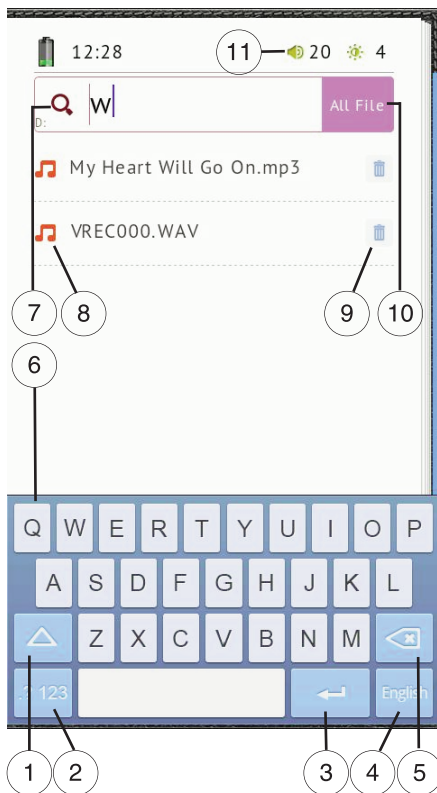 12:28 11 20 4
D: W All File
My Heart Will Go On.mp3
VREC000.WAV
7 8 9 10
6
Q W E R T Y U I O P
A S D F G H J K L
Z X C V B N M
.? 123 English
1 2 3 4 5